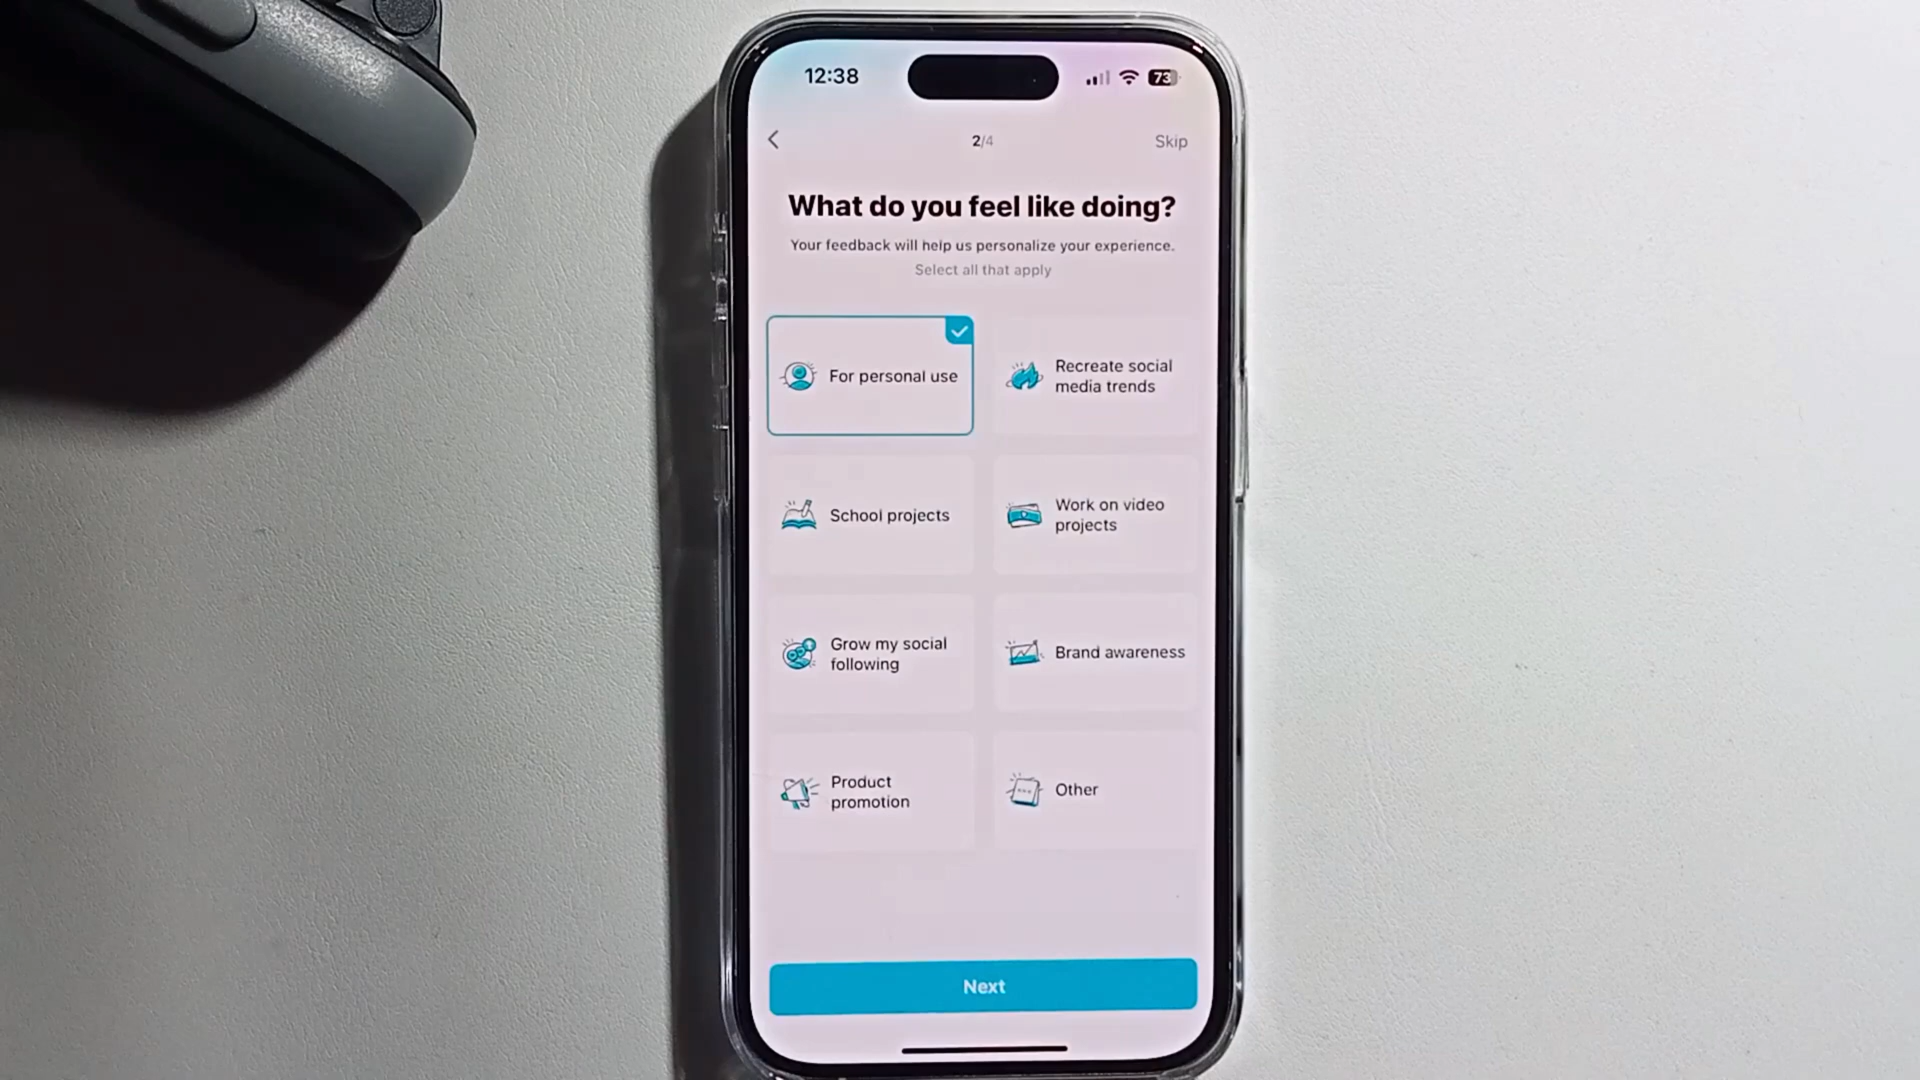 12:38
73
2/4
Skip
What do you feel like doing?
Your feedback will help us personalize your experience.
Select all that apply
For personal use
Recreate social
media trends
School projects
Work on video
projects
Grow my social
following
Brand awareness
Product
promotion
Other
Next